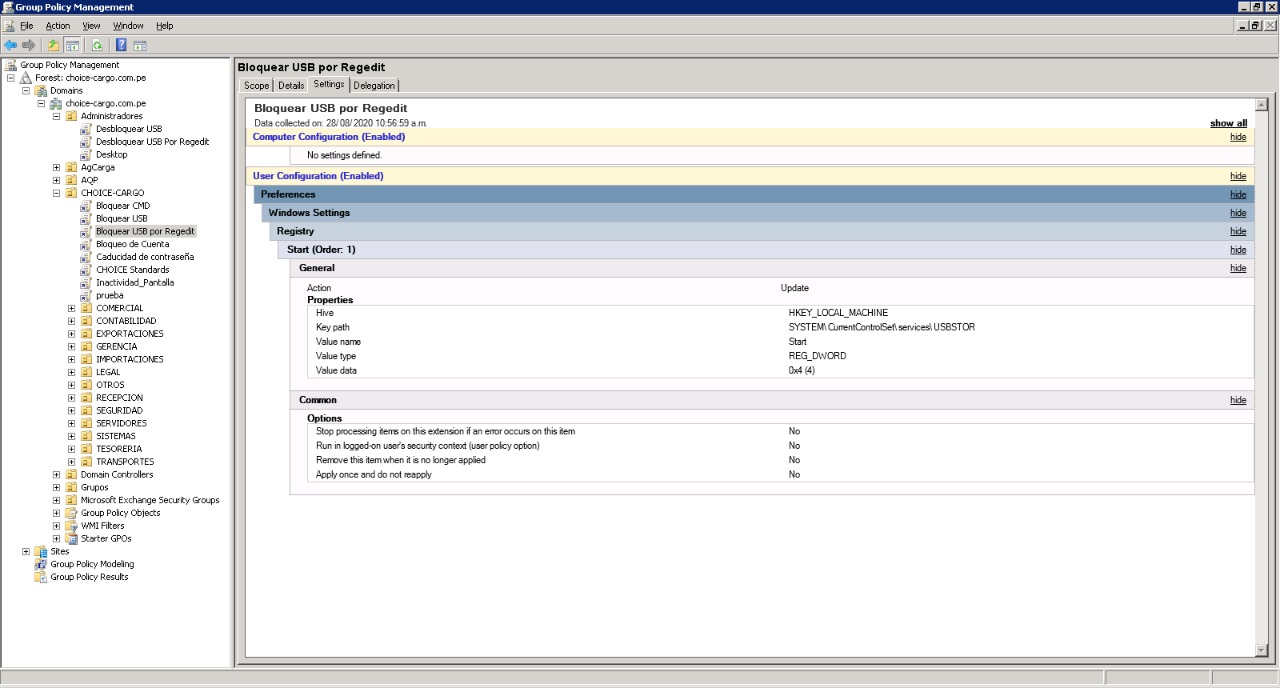 Group Policy Management
File Action View Window Help
Group Policy Management
Forest: choice-cargo.com.pe
Domains
choice-cargo.com.pe
Administradores
Desbloquear USB
Desbloquear USB Por Regedit
Desktop
AgCarga
AQP
CHOICE-CARGO
Bloquear CMD
Bloquear USB
Bloquear USB por Regedit
Bloqueo de Cuenta
Caducidad de contraseña
CHOICE Standards
Inactividad_Pantalla
prueba
COMERCIAL
CONTABILIDAD
EXPORTACIONES
GERENCIA
IMPORTACIONES
LEGAL
OTROS
RECEPCION
SEGURIDAD
SERVIDORES
SISTEMAS
TESORERIA
TRANSPORTES
Domain Controllers
Grupos
Microsoft Exchange Security Groups
Group Policy Objects
WMI Filters
Starter GPOs
Sites
Group Policy Modeling
Group Policy Results
Bloquear USB por Regedit
Scope Details Settings Delegation
Bloquear USB por Regedit
Data collected on: 28/08/2020 10:56:59 a.m. show all
Computer Configuration (Enabled) hide
No settings defined.
User Configuration (Enabled) hide
Preferences hide
Windows Settings hide
Registry hide
Start (Order: 1) hide
General hide
Action Update
Properties
Hive HKEY_LOCAL_MACHINE
Key path SYSTEM\CurrentControlSet\services\USBSTOR
Value name Start
Value type REG_DWORD
Value data 0x4 (4)
Common hide
Options
Stop processing items on this extension if an error occurs on this item No
Run in logged-on user's security context (user policy option) No
Remove this item when it is no longer applied No
Apply once and do not reapply No